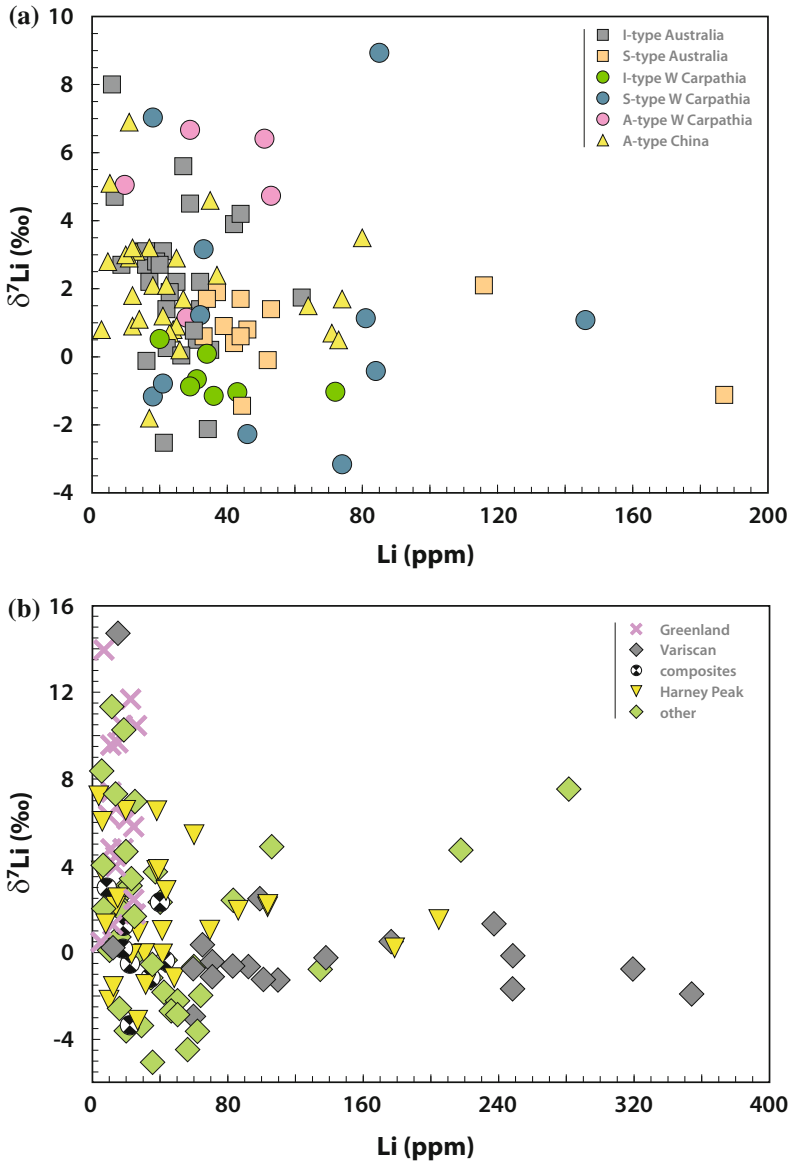 (a)
10
8
6
4
2
0
-2
-4
δ⁷Li (‰)
I-type Australia
S-type Australia
I-type W Carpathia
S-type W Carpathia
A-type W Carpathia
A-type China
0 40 80 120 160 200
Li (ppm)
(b)
16
12
8
4
0
-4
δ⁷Li (‰)
Greenland
Variscan
composites
Harney Peak
other
0 80 160 240 320 400
Li (ppm)